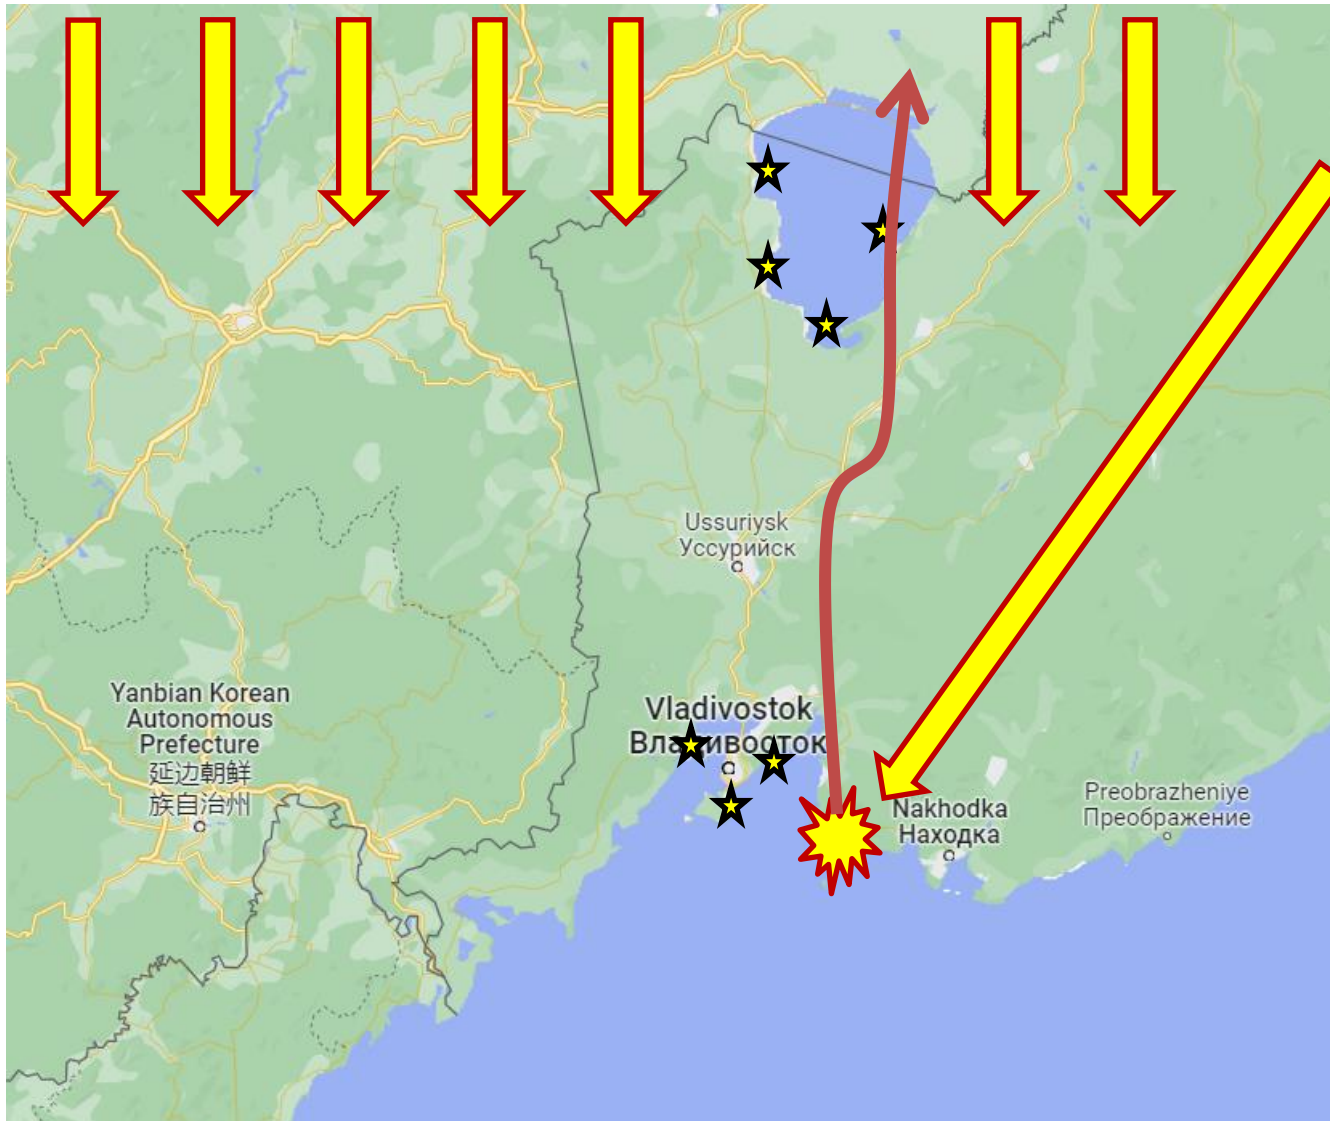 Ussuriysk
Уссурийск
Vladivostok
Владивосток
Nakhodka
Находка
Preobrazheniye
Преображение
Yanbian Korean
Autonomous
Prefecture
延边朝鲜
族自治州